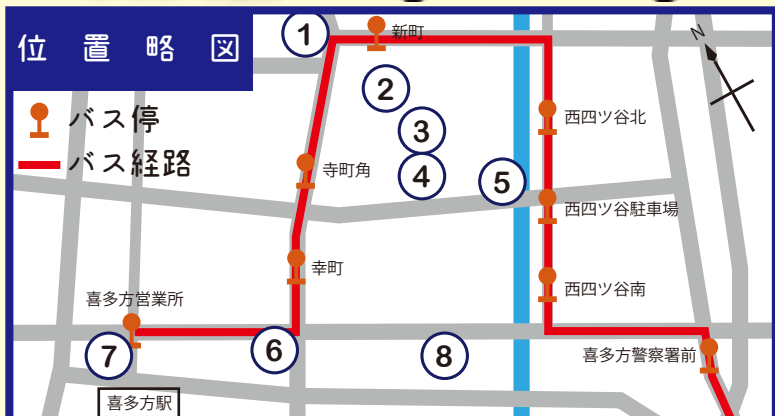 位置略図
バス停
バス経路
①
新町
N
②
③
西四ツ谷北
寺町角
④
⑤
西四ツ谷駐車場
幸町
西四ツ谷南
喜多方営業所
⑦
⑥
⑧
喜多方警察署前
喜多方駅